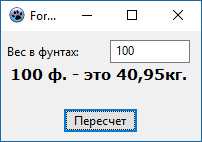 For...
Вес в фунтах: 100
100 ф. - это 40,95кг.
Пересчет